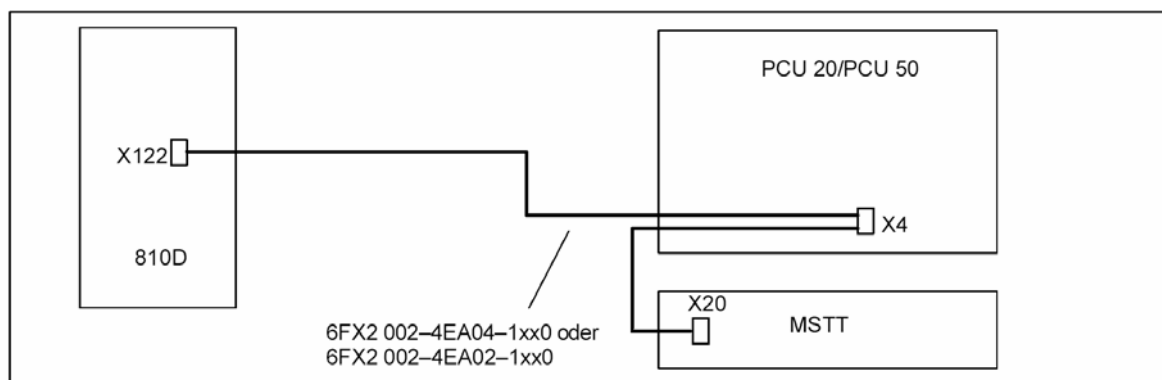 PCU 20/PCU 50
X122
X4
810D
X20
MSTT
6FX2 002–4EA04–1xx0 oder
6FX2 002–4EA02–1xx0